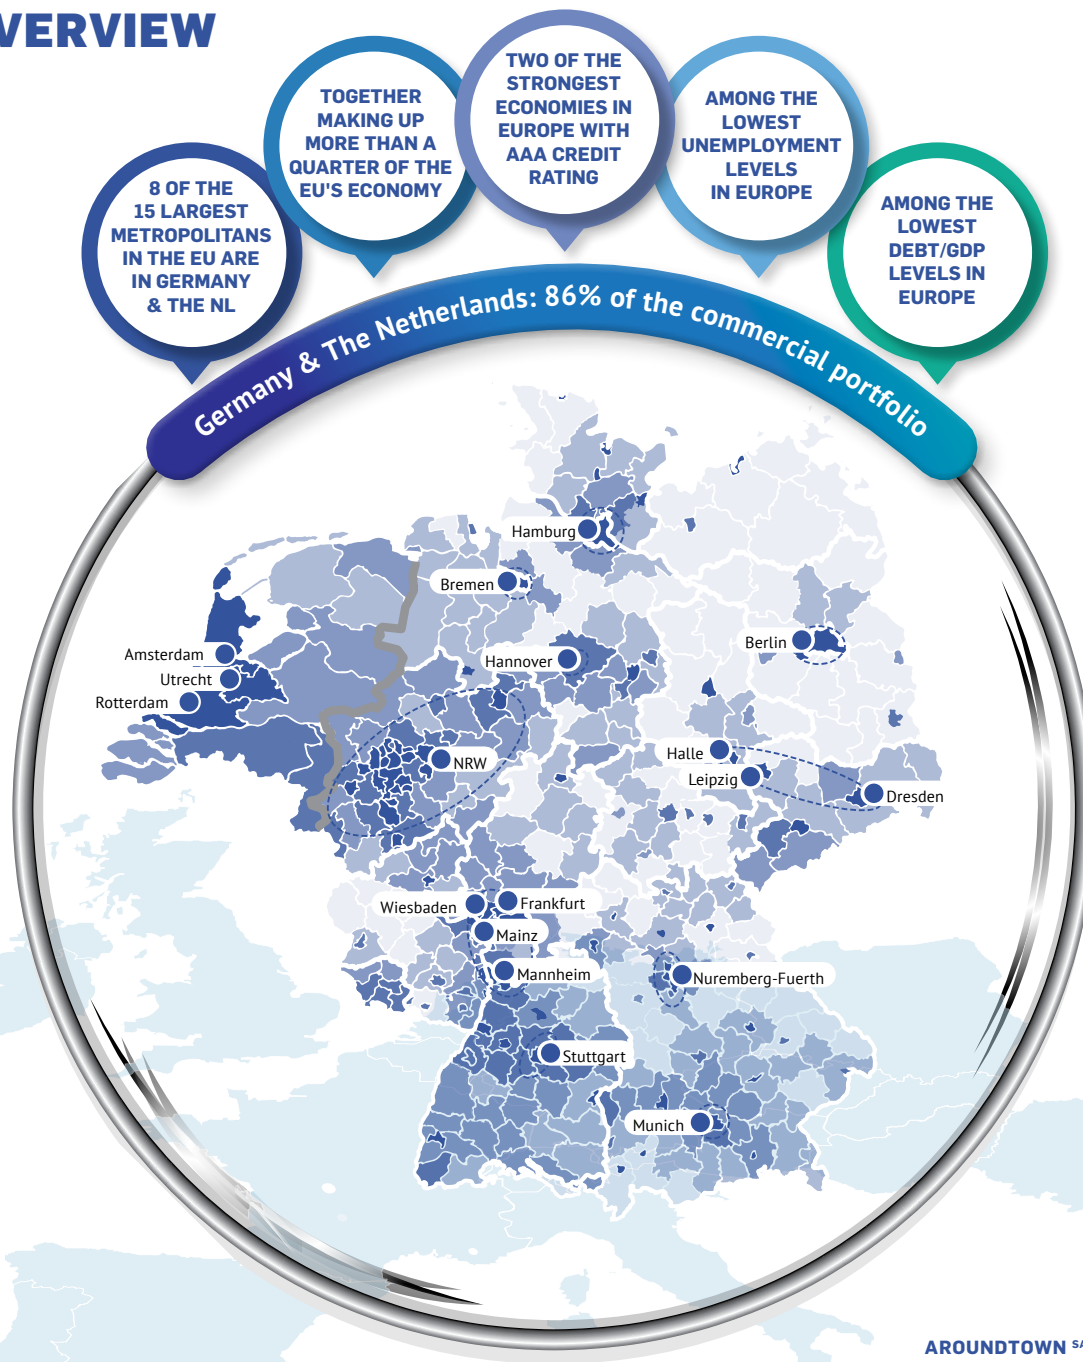 VERVIEW
8 OF THE
15 LARGEST
METROPOLITANS
IN THE EU ARE
IN GERMANY
& THE NL
TOGETHER
MAKING UP
MORE THAN A
QUARTER OF THE
EU'S ECONOMY
TWO OF THE
STRONGEST
ECONOMIES IN
EUROPE WITH
AAA CREDIT
RATING
AMONG THE
LOWEST
UNEMPLOYMENT
LEVELS
IN EUROPE
AMONG THE
LOWEST
DEBT/GDP
LEVELS IN
EUROPE
Germany & The Netherlands: 86% of the commercial portfolio
Hamburg
Bremen
Berlin
Amsterdam
Hannover
Utrecht
Rotterdam
Halle
NRW
Leipzig
Dresden
Wiesbaden
Frankfurt
Mainz
Mannheim
Nuremberg-Fuerth
Stuttgart
Munich
AROUNDTOWN SA